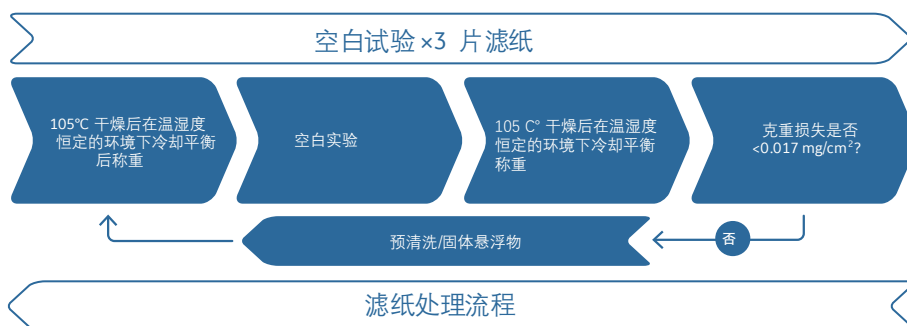 空白试验×3 片滤纸
105℃ 干燥后在温湿度
恒定的环境下冷却平衡
后称重
空白实验
105 C° 干燥后在温湿度
恒定的环境下冷却平衡
称重
克重损失是否
<0.017 mg/cm²?
预清洗/固体悬浮物
否
滤纸处理流程